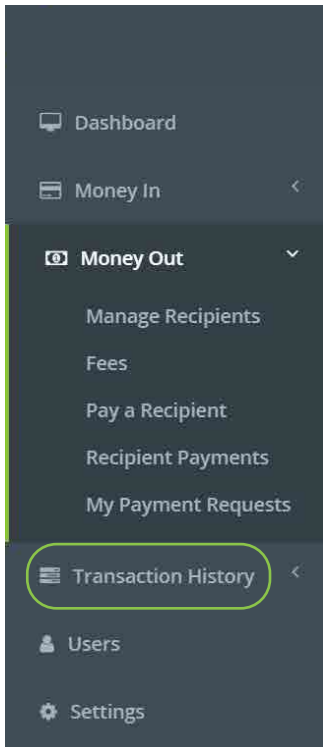 Dashboard
Money In
Money Out
Manage Recipients
Fees
Pay a Recipient
Recipient Payments
My Payment Requests
Transaction History
Users
Settings